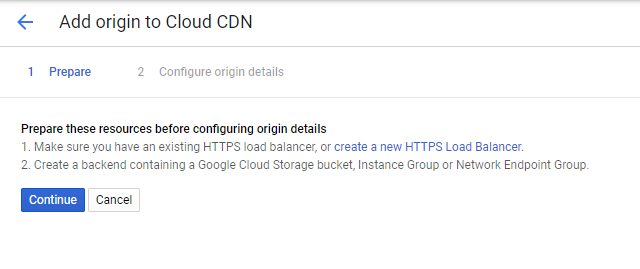 Add origin to Cloud CDN
1 Prepare 2 Configure origin details
Prepare these resources before configuring origin details
1. Make sure you have an existing HTTPS load balancer, or create a new HTTPS Load Balancer.
2. Create a backend containing a Google Cloud Storage bucket, Instance Group or Network Endpoint Group.
Continue Cancel